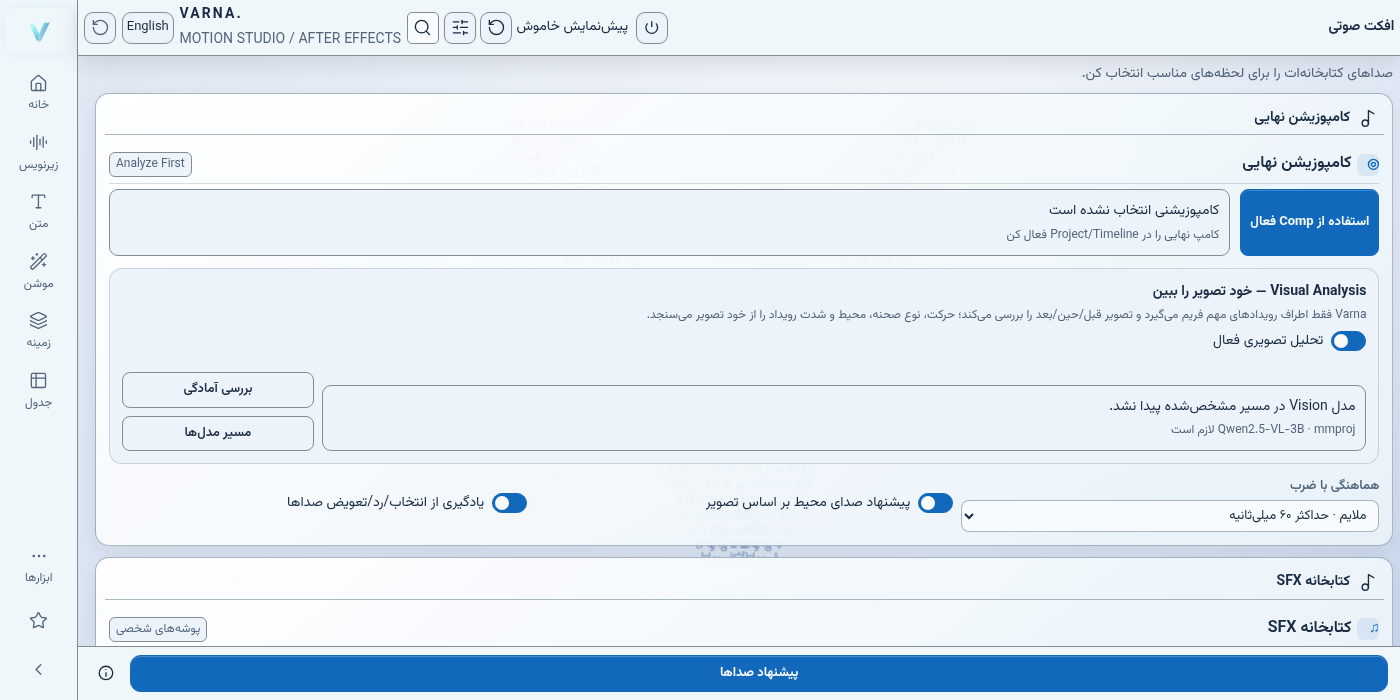 افکت صوتی
پیش‌نمایش خاموش
VARNA.
MOTION STUDIO / AFTER EFFECTS
English
خانه
زیرنویس
متن
موشن
زمینه
جدول
ابزارها
صداهای کتابخانه‌ات را برای لحظه‌های مناسب انتخاب کن.
کامپوزیشن نهایی
کامپوزیشن نهایی
Analyze First
استفاده از Comp فعال
کامپوزیشنی انتخاب نشده است
کامپ نهایی را در Project/Timeline فعال کن
Visual Analysis — خود تصویر را ببین
Varna فقط اطراف رویدادهای مهم فریم می‌گیرد و تصویر قبل/حین/بعد را بررسی می‌کند؛ حرکت، نوع صحنه، محیط و شدت رویداد را از خود تصویر می‌سنجد.
تحلیل تصویری فعال
مدل Vision در مسیر مشخص‌شده پیدا نشد.
Qwen2.5-VL-3B · mmproj لازم است
بررسی آمادگی
مسیر مدل‌ها
هماهنگی با ضرب
ملایم · حداکثر ۶۰ میلی‌ثانیه
پیشنهاد صدای محیط بر اساس تصویر
یادگیری از انتخاب/رد/تعویض صداها
کتابخانه SFX
کتابخانه SFX
پوشه‌های شخصی
پیشنهاد صداها